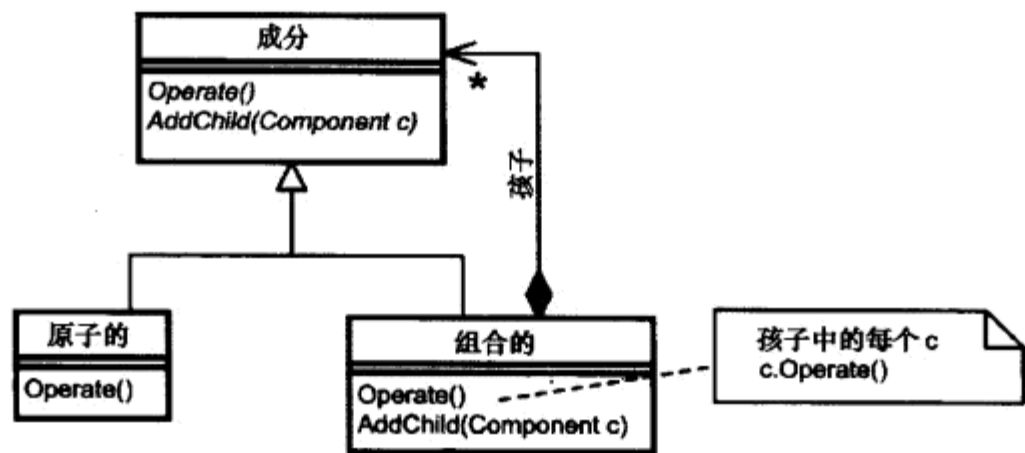 成分
Operate()
AddChild(Component c)
*
孩子
原子的
Operate()
组合的
Operate()
AddChild(Component c)
孩子中的每个 c
c.Operate()